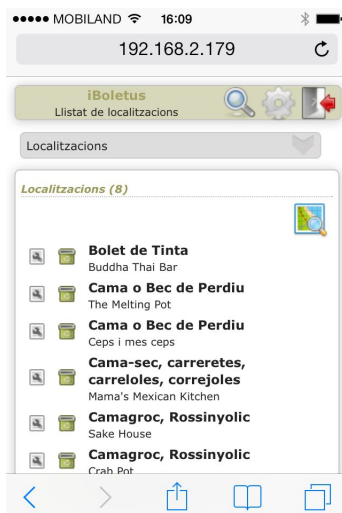 MOBILAND 16:09
192.168.2.179
iBoletus
Llistat de localitzacions
Localitzacions
Localitzacions (8)
Bolet de Tinta
Buddha Thai Bar
Cama o Bec de Perdiu
The Melting Pot
Cama o Bec de Perdiu
Ceps i mes ceps
Cama-sec, carreretes,
carreloles, correjoles
Mama's Mexican Kitchen
Camagroc, Rossinyolic
Sake House
Camagroc, Rossinyolic
Crab Pot